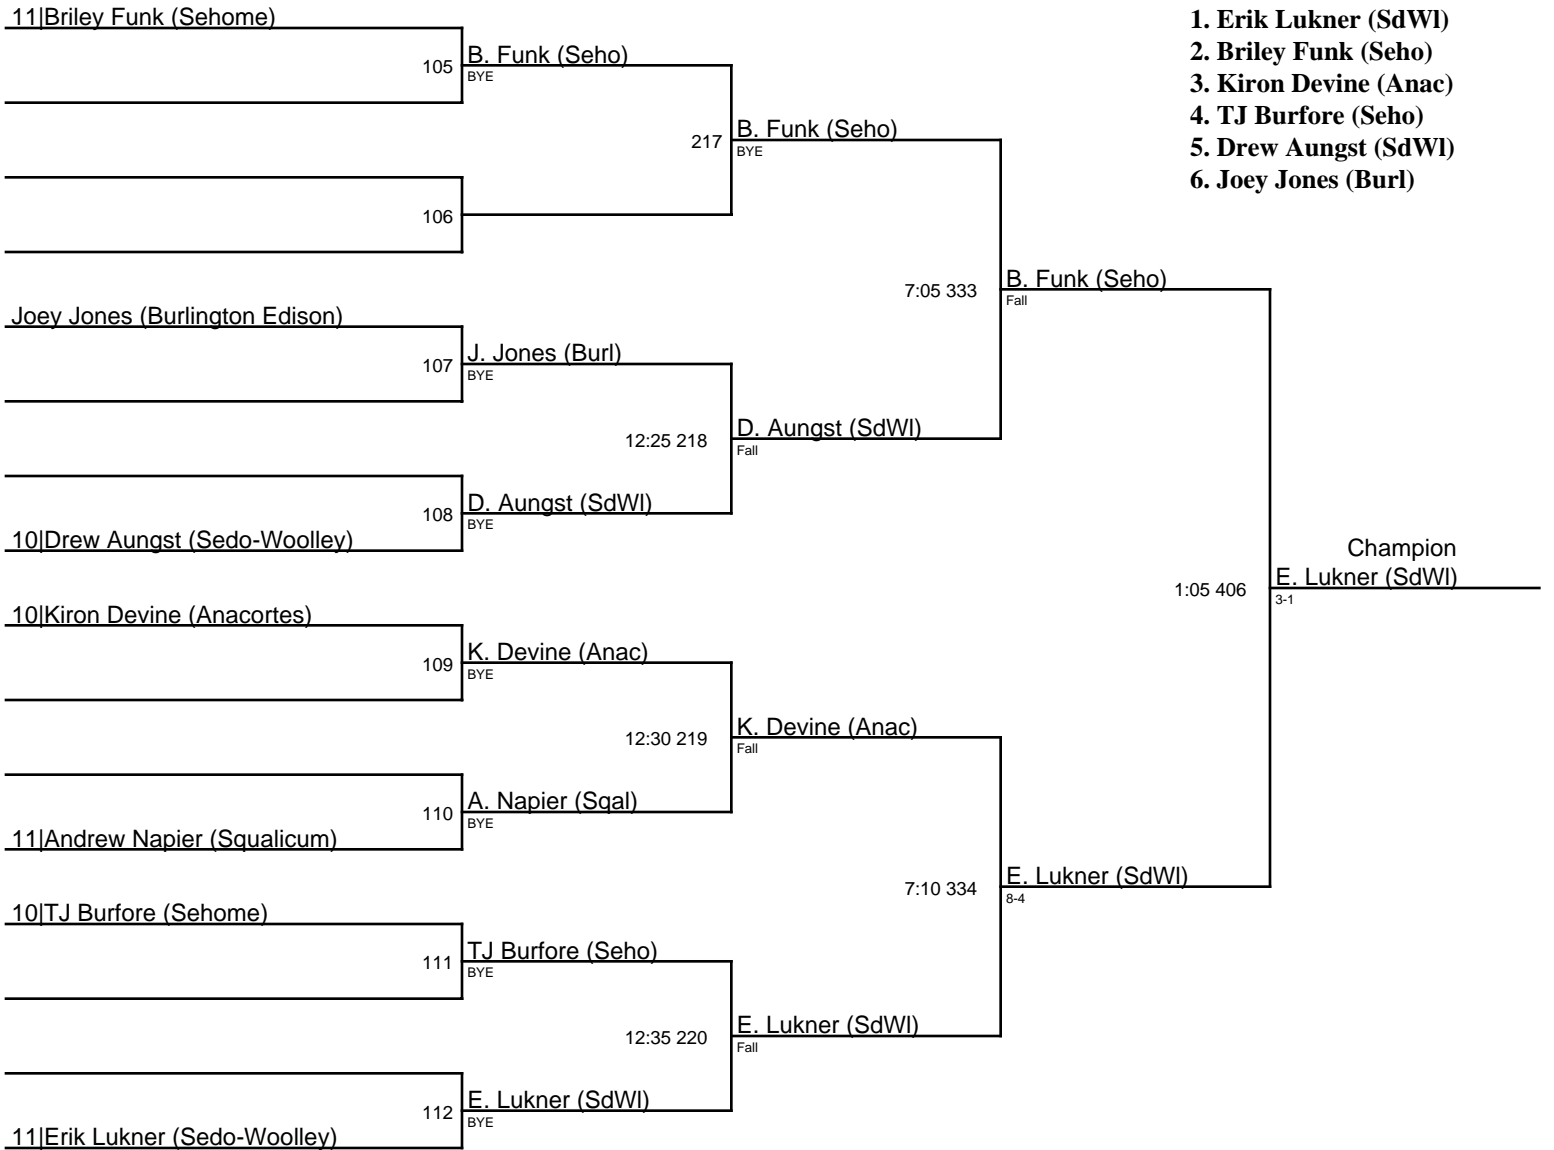 11|Briley Funk (Sehome)
105
B. Funk (Seho)
BYE
217
B. Funk (Seho)
BYE
106
7:05 333
B. Funk (Seho)
Fall
Joey Jones (Burlington Edison)
107
J. Jones (Burl)
BYE
12:25 218
D. Aungst (SdWl)
Fall
108
D. Aungst (SdWl)
BYE
10|Drew Aungst (Sedo-Woolley)
1:05 406
Champion
E. Lukner (SdWl)
3-1
10|Kiron Devine (Anacortes)
109
K. Devine (Anac)
BYE
12:30 219
K. Devine (Anac)
Fall
110
A. Napier (Sqal)
BYE
11|Andrew Napier (Squalicum)
7:10 334
E. Lukner (SdWl)
8-4
10|TJ Burfore (Sehome)
111
TJ Burfore (Seho)
BYE
12:35 220
E. Lukner (SdWl)
Fall
112
E. Lukner (SdWl)
BYE
11|Erik Lukner (Sedo-Woolley)
1. Erik Lukner (SdWl)
2. Briley Funk (Seho)
3. Kiron Devine (Anac)
4. TJ Burfore (Seho)
5. Drew Aungst (SdWl)
6. Joey Jones (Burl)